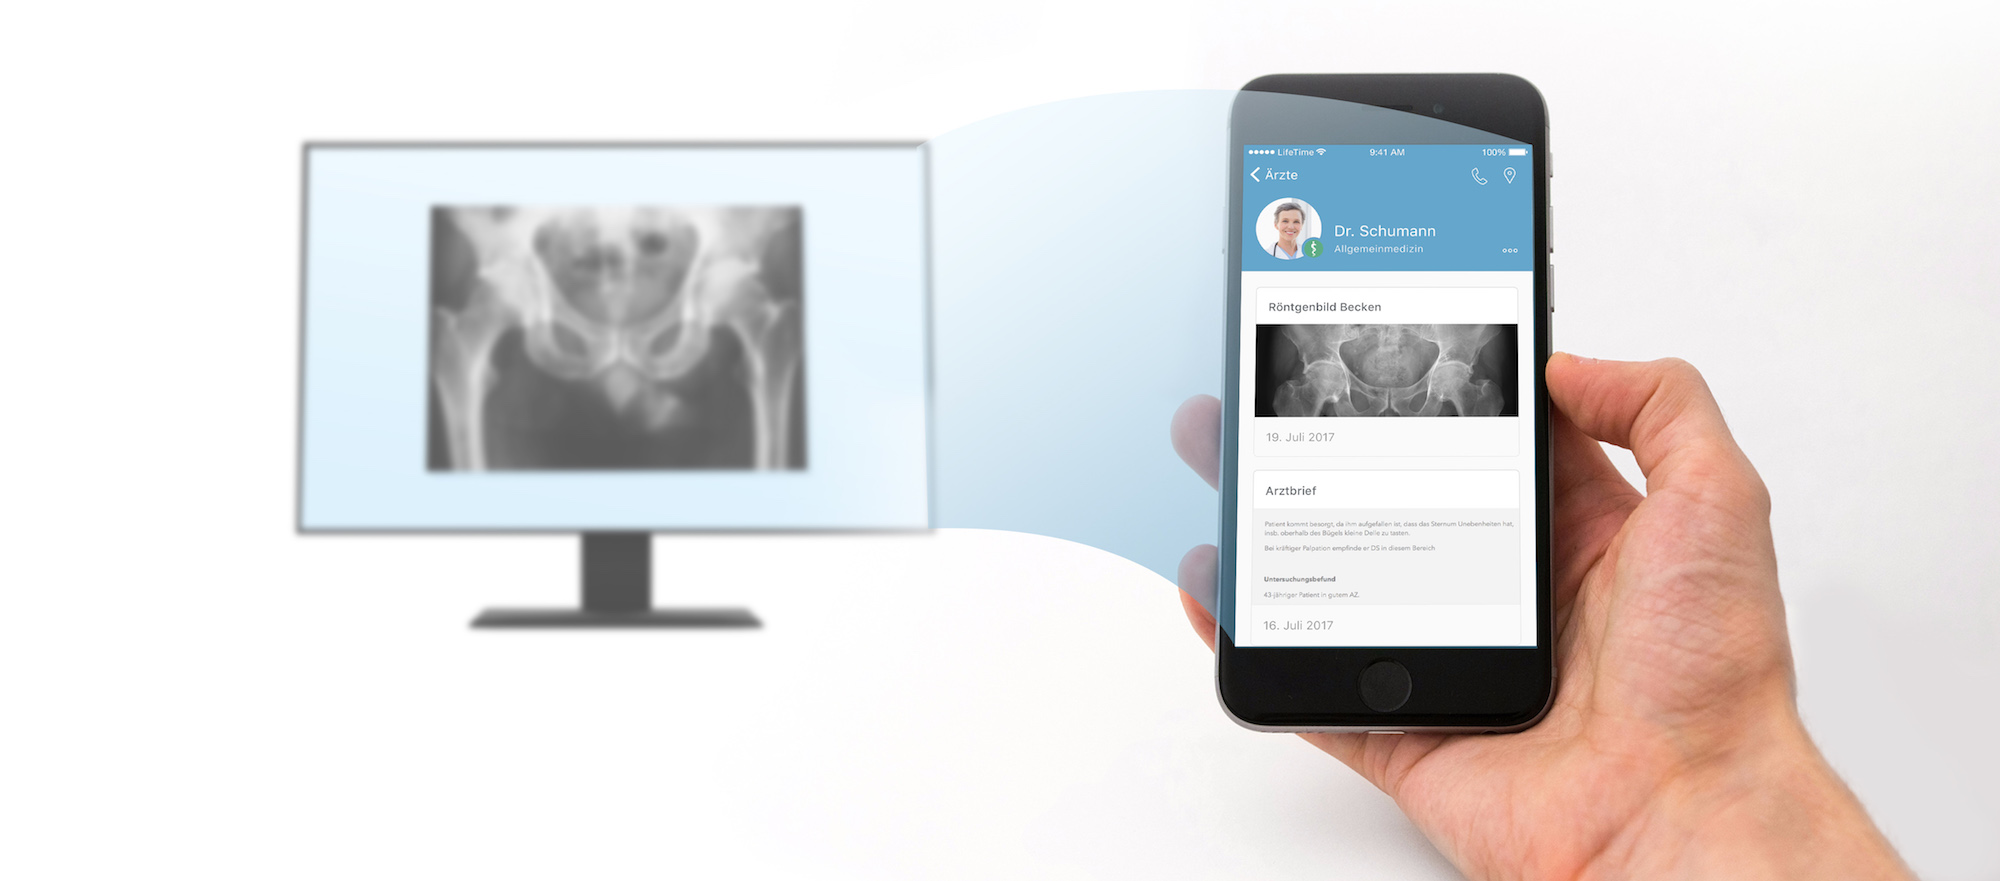 LifeTime 9:41 AM 100%
Ärzte
Dr. Schumann
Allgemeinmedizin
Röntgenbild Becken
19. Juli 2017
Arztbrief
Patient kommt besorgt, da ihm aufgefallen ist, dass das Sternum Unebenheiten hat,
insb. oberhalb des Bügels kleine Delle zu tasten.
Bei kräftiger Palpation empfinde er DS in diesem Bereich
Untersuchungsbefund
43-jähriger Patient in gutem AZ.
16. Juli 2017